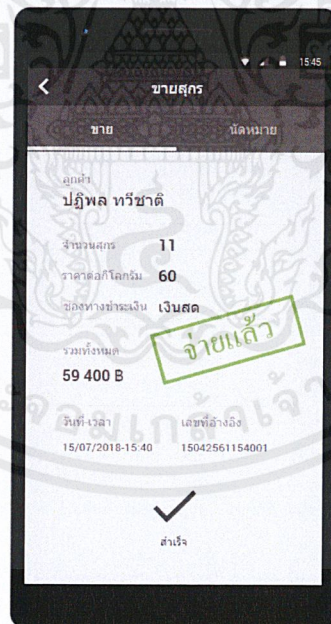 15:45
ขายสุกร
ขาย นัดหมาย
ลูกค้า
ปฏิพล ทวีชาติ
จำนวนสุกร 11
ราคาต่อกิโลกรัม 60
ช่องทางชำระเงิน เงินสด
จ่ายแล้ว
รวมทั้งหมด
59 400 B
วันที่-เวลา เลขที่อ้างอิง
15/07/2018-15:40 15042561154001
สำเร็จ